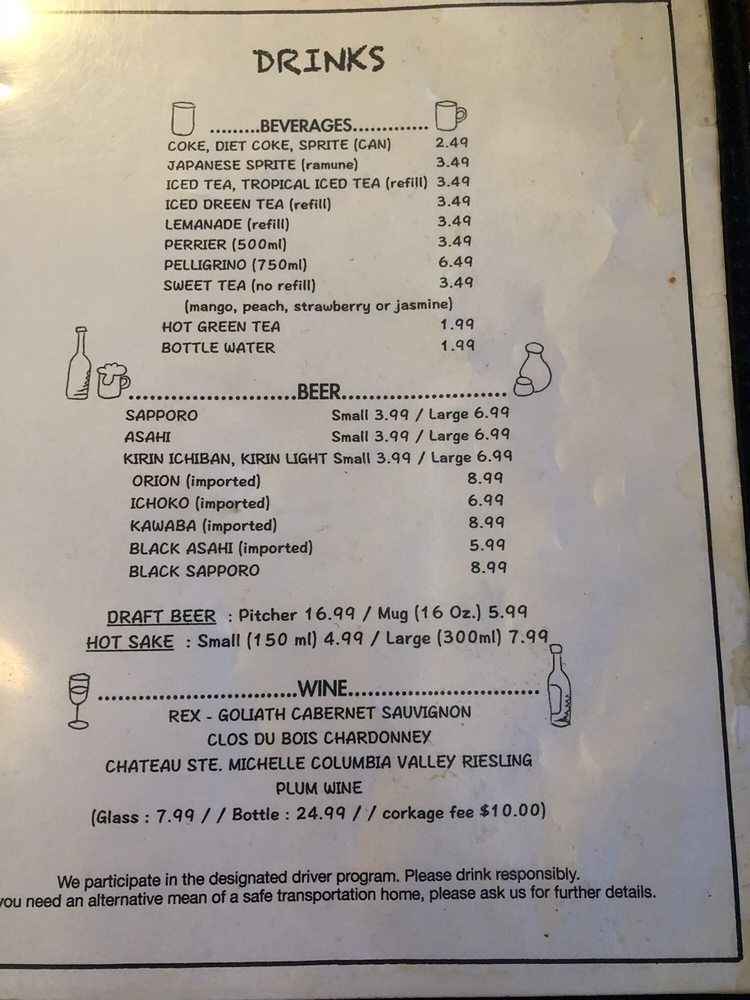 DRINKS
.........BEVERAGES.............
COKE, DIET COKE, SPRITE (CAN) 2.49
JAPANESE SPRITE (ramune) 3.49
ICED TEA, TROPICAL ICED TEA (refill) 3.49
ICED DREEN TEA (refill) 3.49
LEMANADE (refill) 3.49
PERRIER (500ml) 3.49
PELLIGRINO (750ml) 6.49
SWEET TEA (no refill) 3.49
(mango, peach, strawberry or jasmine)
HOT GREEN TEA 1.99
BOTTLE WATER 1.99
........................BEER........................
SAPPORO Small 3.99 / Large 6.99
ASAHI Small 3.99 / Large 6.99
KIRIN ICHIBAN, KIRIN LIGHT Small 3.99 / Large 6.99
ORION (imported) 8.99
ICHOKO (imported) 6.99
KAWABA (imported) 8.99
BLACK ASAHI (imported) 5.99
BLACK SAPPORO 8.99
DRAFT BEER : Pitcher 16.99 / Mug (16 Oz.) 5.99
HOT SAKE : Small (150 ml) 4.99 / Large (300ml) 7.99
.............................WINE............................
REX - GOLIATH CABERNET SAUVIGNON
CLOS DU BOIS CHARDONNEY
CHATEAU STE. MICHELLE COLUMBIA VALLEY RIESLING
PLUM WINE
(Glass : 7.99 / / Bottle : 24.99 / / corkage fee $10.00)
We participate in the designated driver program. Please drink responsibly.
you need an alternative mean of a safe transportation home, please ask us for further details.